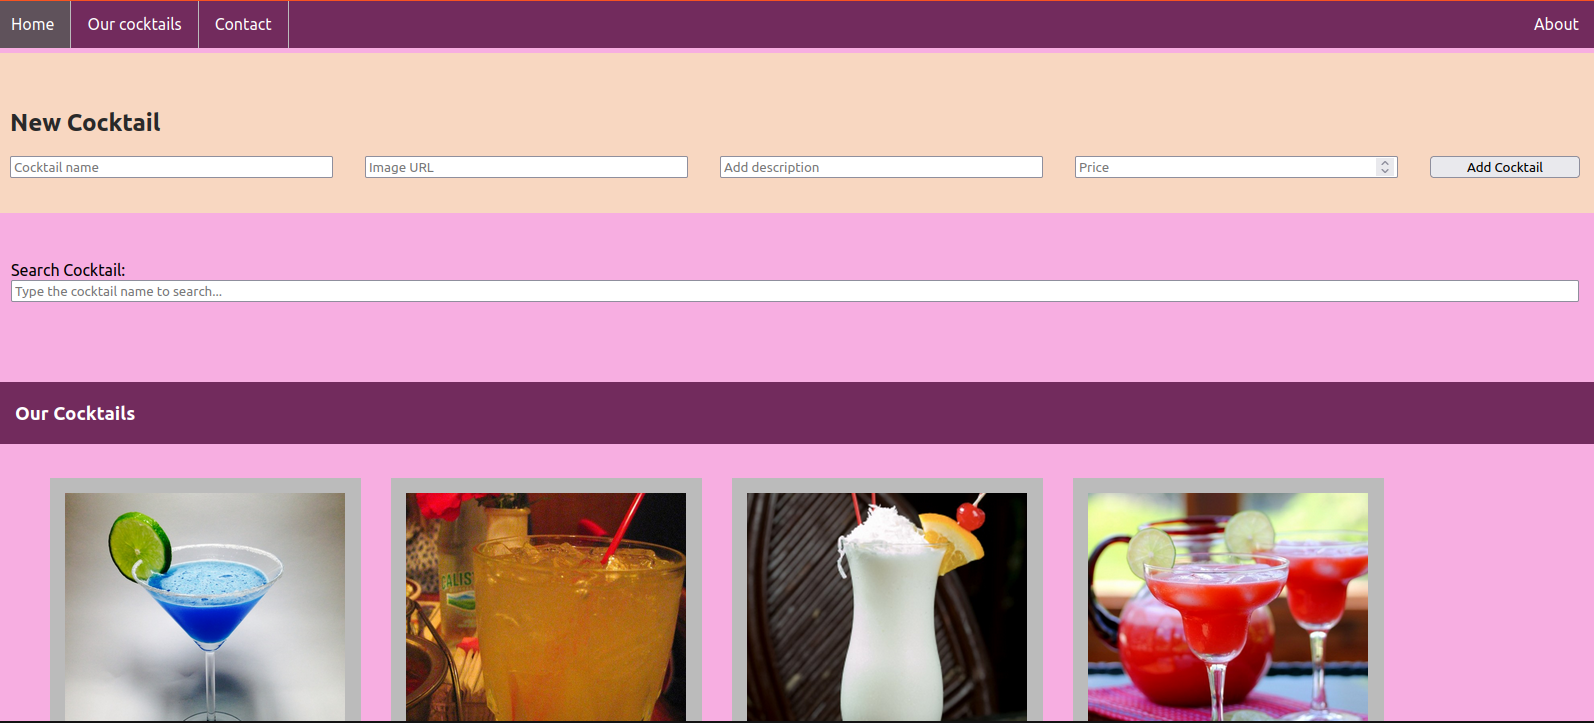 Home Our cocktails Contact About
New Cocktail
Cocktail name Image URL Add description Price Add Cocktail
Search Cocktail:
Type the cocktail name to search...
Our Cocktails
CALIS